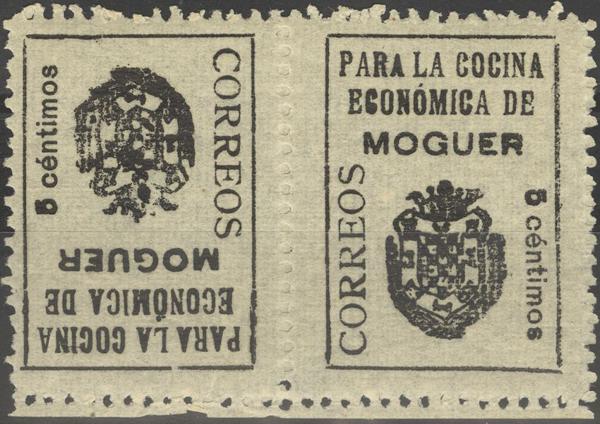 PARA LA COCINA
ECONÓMICA DE
MOGUER
CORREOS
5 céntimos
PARA LA COCINA
ECONÓMICA DE
MOGUER
CORREOS
5 céntimos